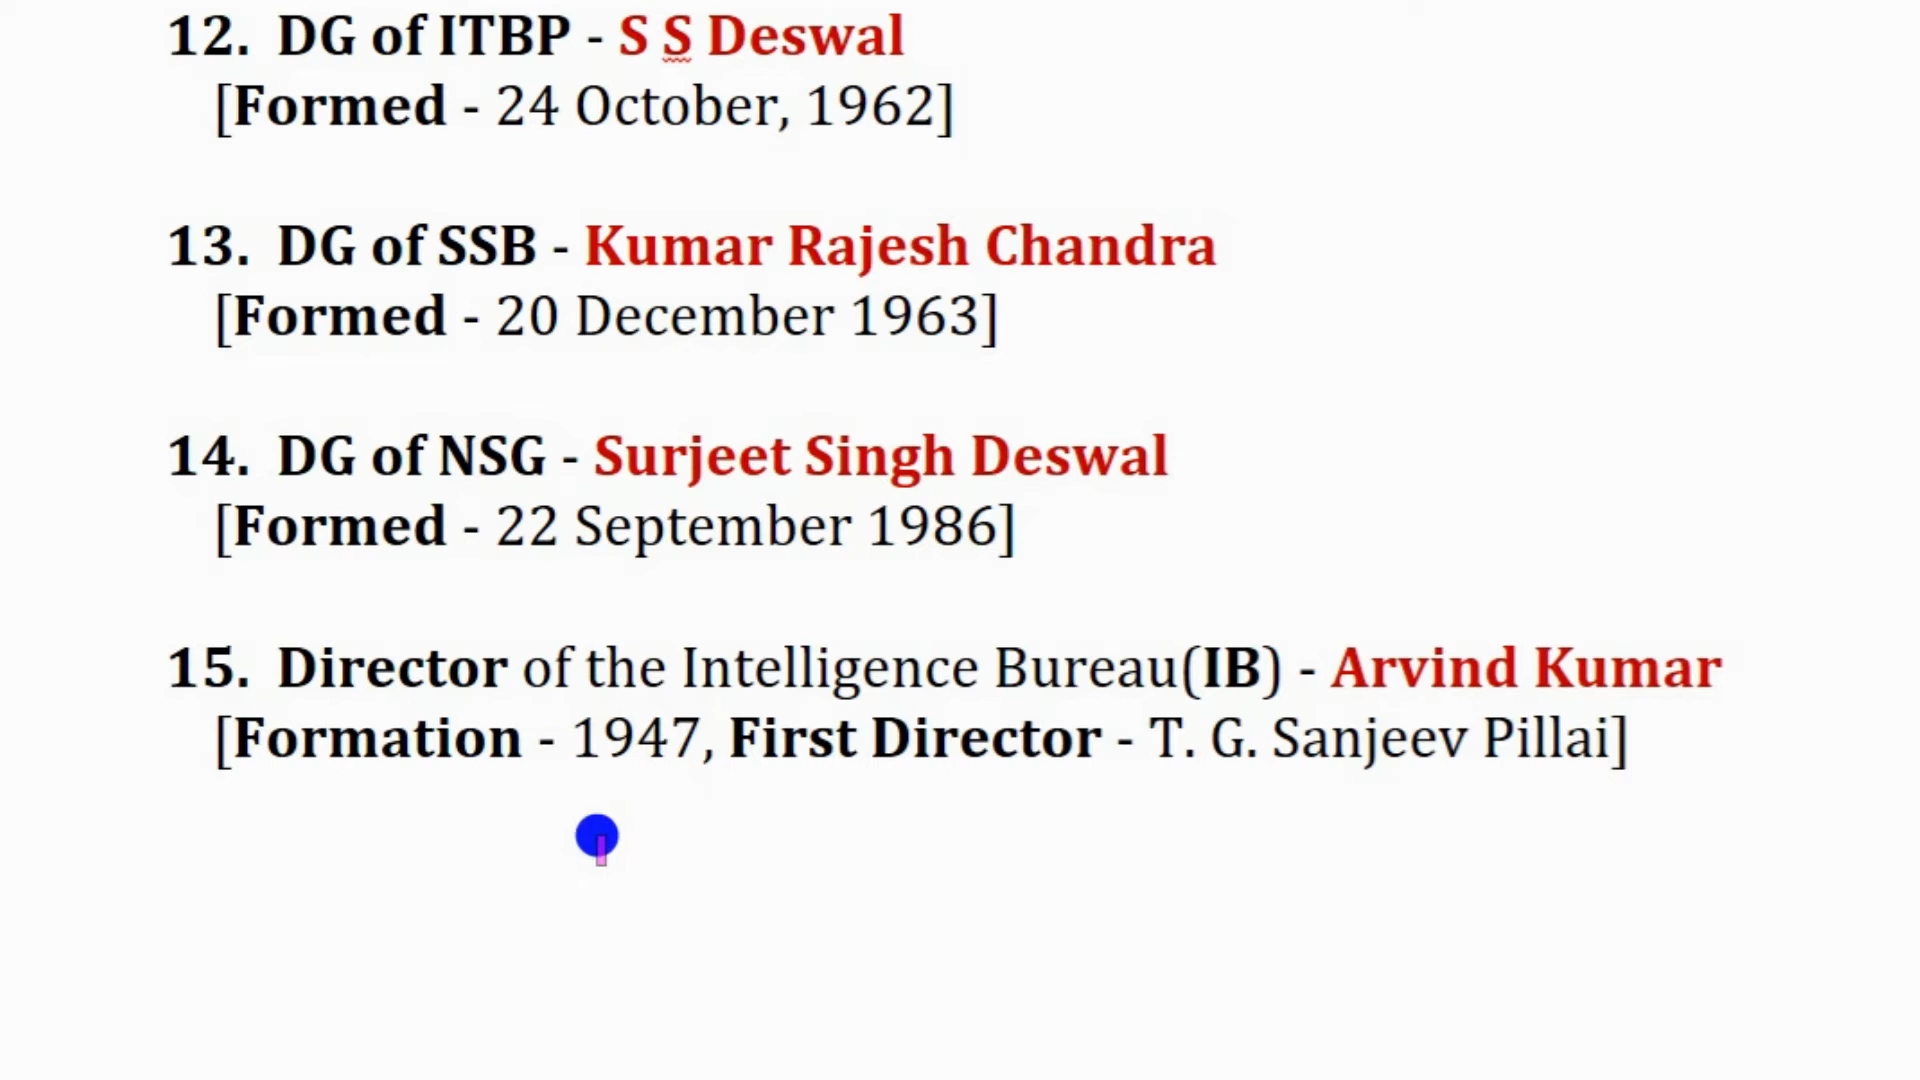 12. DG of ITBP - S S Deswal
[Formed - 24 October, 1962]
13. DG of SSB - Kumar Rajesh Chandra
[Formed - 20 December 1963]
14. DG of NSG - Surjeet Singh Deswal
[Formed - 22 September 1986]
15. Director of the Intelligence Bureau(IB) - Arvind Kumar
[Formation - 1947, First Director - T. G. Sanjeev Pillai]